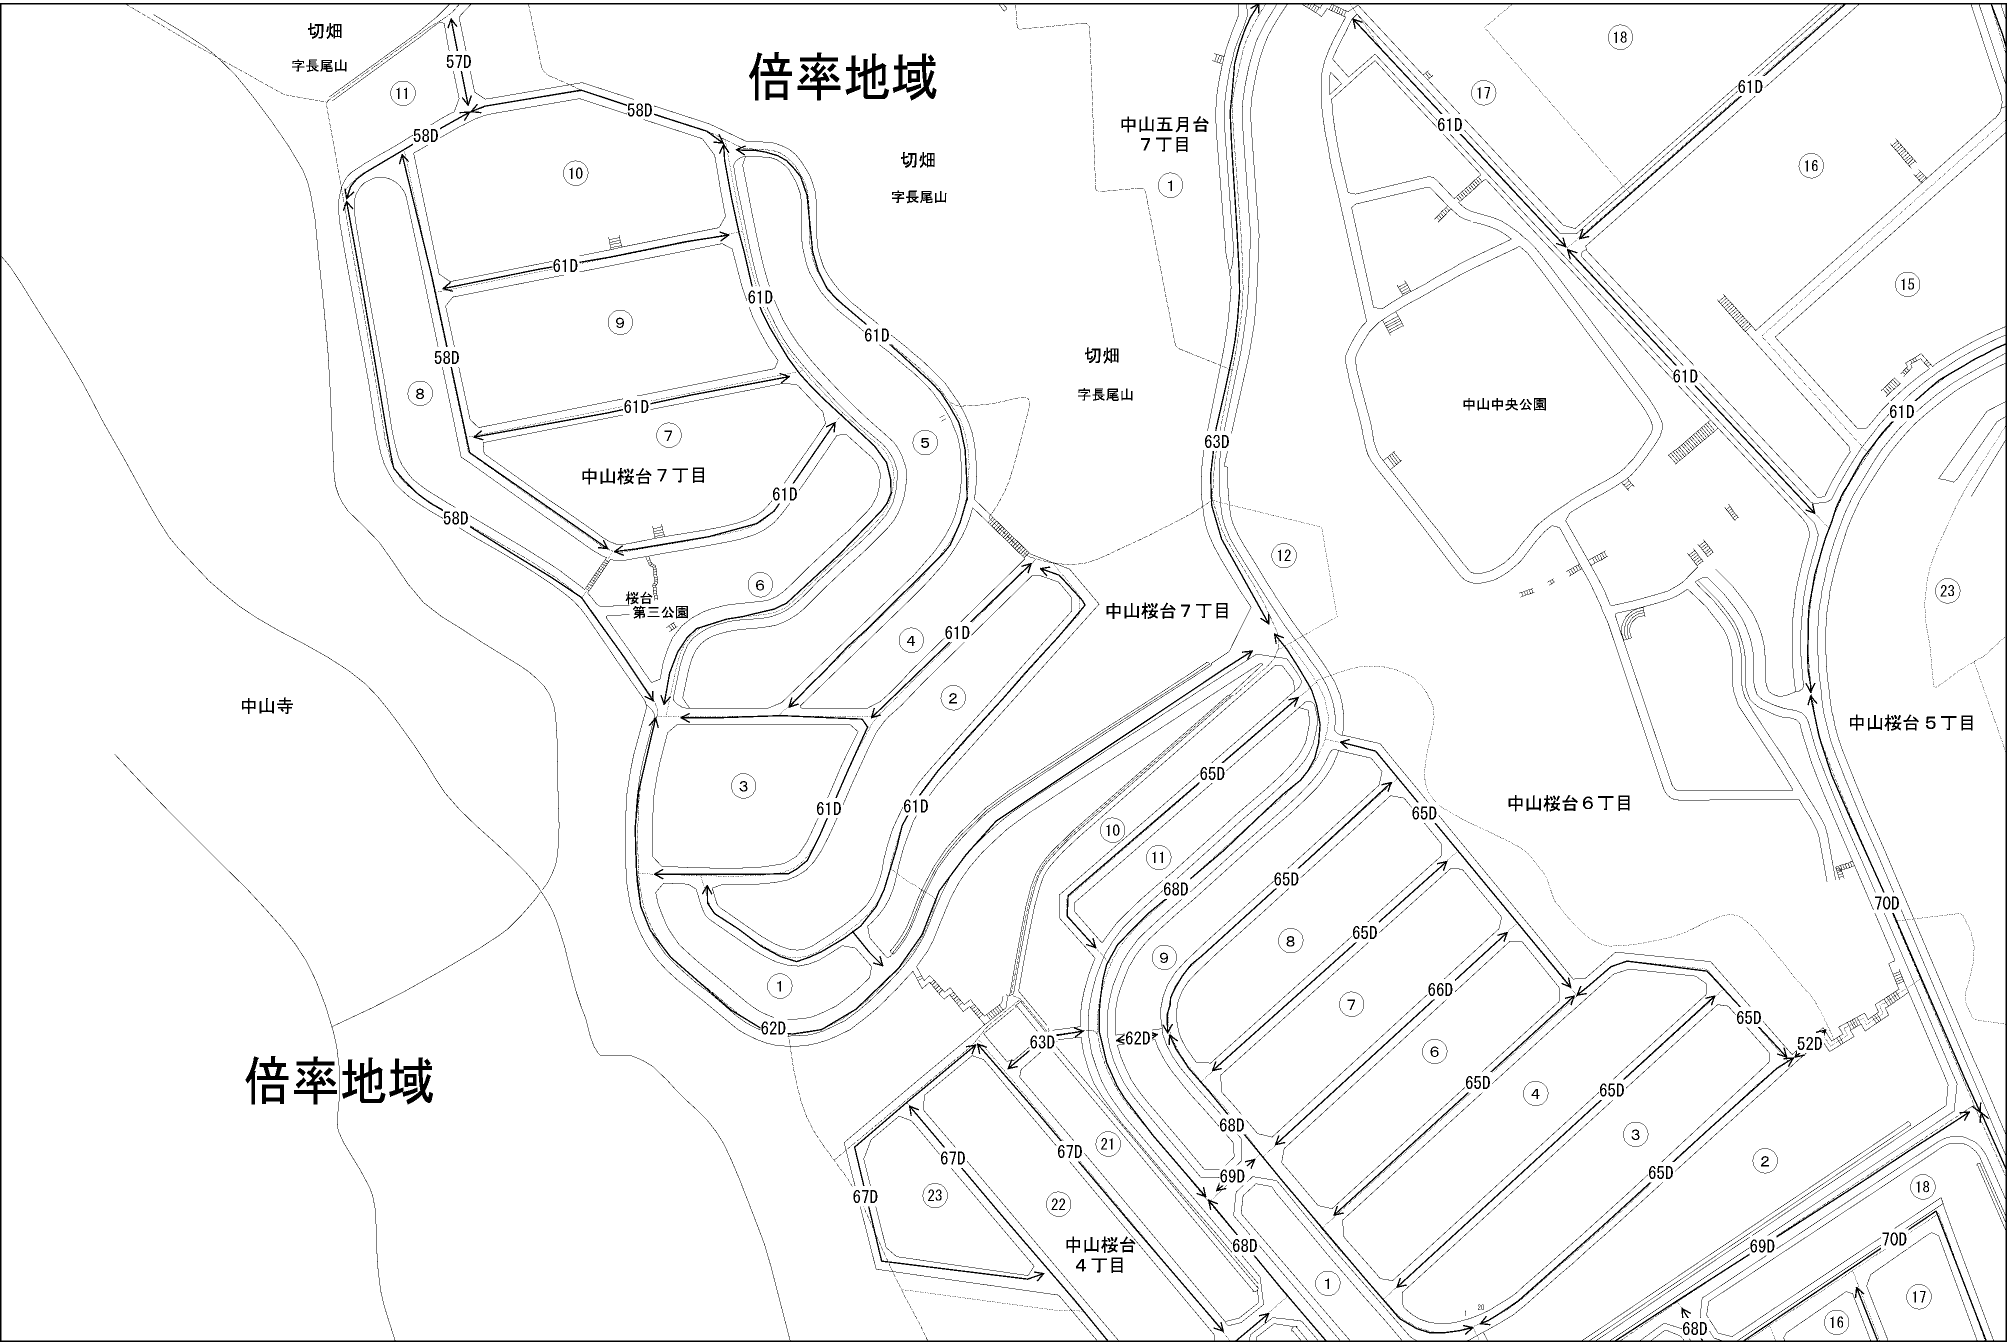 切畑
字長尾山
57D
倍率地域
11
58D
58D
10
中山五月台
７丁目
1
切畑
字長尾山
18
17
61D
61D
16
15
61D
61D
9
61D
58D
8
61D
7
中山桜台７丁目
61D
5
切畑
字長尾山
63D
中山中央公園
61D
61D
58D
61D
6
桜台
第三公園
12
23
61D
4
中山桜台７丁目
2
中山寺
中山桜台５丁目
3
61D
61D
65D
65D
中山桜台６丁目
10
11
68D
65D
70D
65D
9
8
1
62D
66D
7
65D
52D
63D
62D
6
倍率地域
65D
65D
4
3
65D
68D
69D
21
67D
67D
67D
23
22
中山桜台
４丁目
68D
1
2
18
69D
70D
17
16
68D
1
20